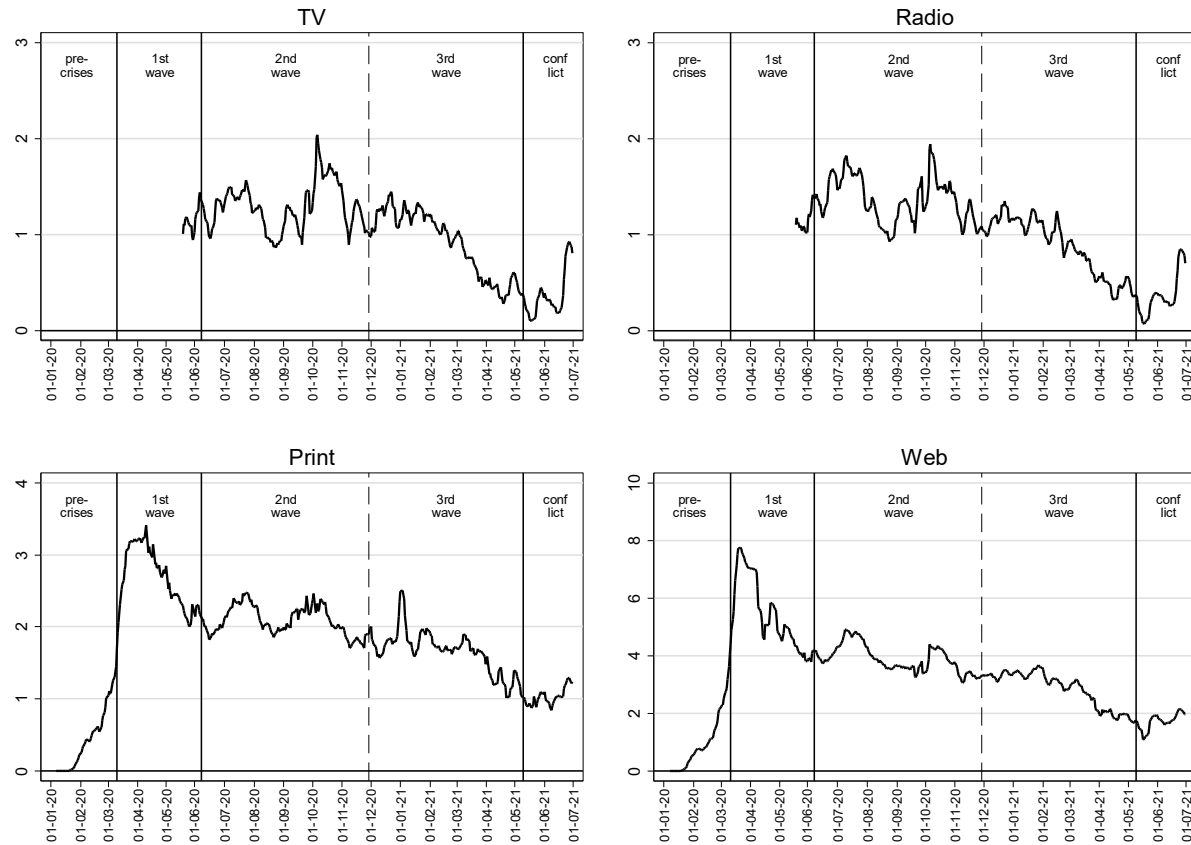 TV
3
2
1
0
pre-
crises
1st
wave
2nd
wave
3rd
wave
conf
lict
01-01-20
01-02-20
01-03-20
01-04-20
01-05-20
01-06-20
01-07-20
01-08-20
01-09-20
01-10-20
01-11-20
01-12-20
01-01-21
01-02-21
01-03-21
01-04-21
01-05-21
01-06-21
01-07-21
Radio
3
2
1
0
pre-
crises
1st
wave
2nd
wave
3rd
wave
conf
lict
01-01-20
01-02-20
01-03-20
01-04-20
01-05-20
01-06-20
01-07-20
01-08-20
01-09-20
01-10-20
01-11-20
01-12-20
01-01-21
01-02-21
01-03-21
01-04-21
01-05-21
01-06-21
01-07-21
Print
4
3
2
1
0
pre-
crises
1st
wave
2nd
wave
3rd
wave
conf
lict
01-01-20
01-02-20
01-03-20
01-04-20
01-05-20
01-06-20
01-07-20
01-08-20
01-09-20
01-10-20
01-11-20
01-12-20
01-01-21
01-02-21
01-03-21
01-04-21
01-05-21
01-06-21
01-07-21
Web
10
8
6
4
2
0
pre-
crises
1st
wave
2nd
wave
3rd
wave
conf
lict
01-01-20
01-02-20
01-03-20
01-04-20
01-05-20
01-06-20
01-07-20
01-08-20
01-09-20
01-10-20
01-11-20
01-12-20
01-01-21
01-02-21
01-03-21
01-04-21
01-05-21
01-06-21
01-07-21